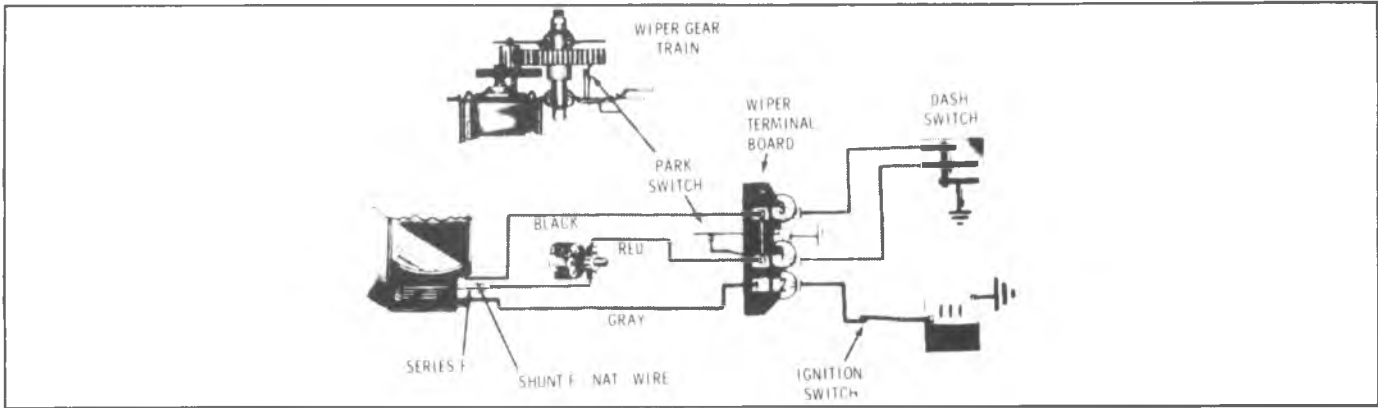 WIPER GEAR
TRAIN
WIPER
TERMINAL
BOARD
DASH
SWITCH
PARK
SWITCH
BLACK
RED
GRAY
SERIES F
SHUNT F NAT. WIRE
IGNITION
SWITCH